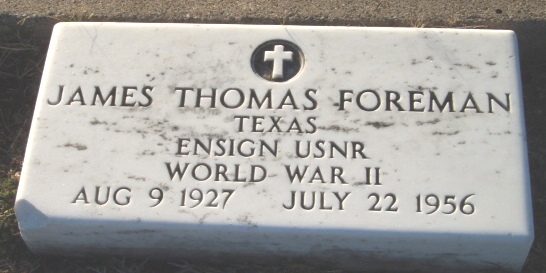 JAMES THOMAS FOREMAN
TEXAS
ENSIGN USNR
WORLD WAR II
AUG 9 1927 JULY 22 1956